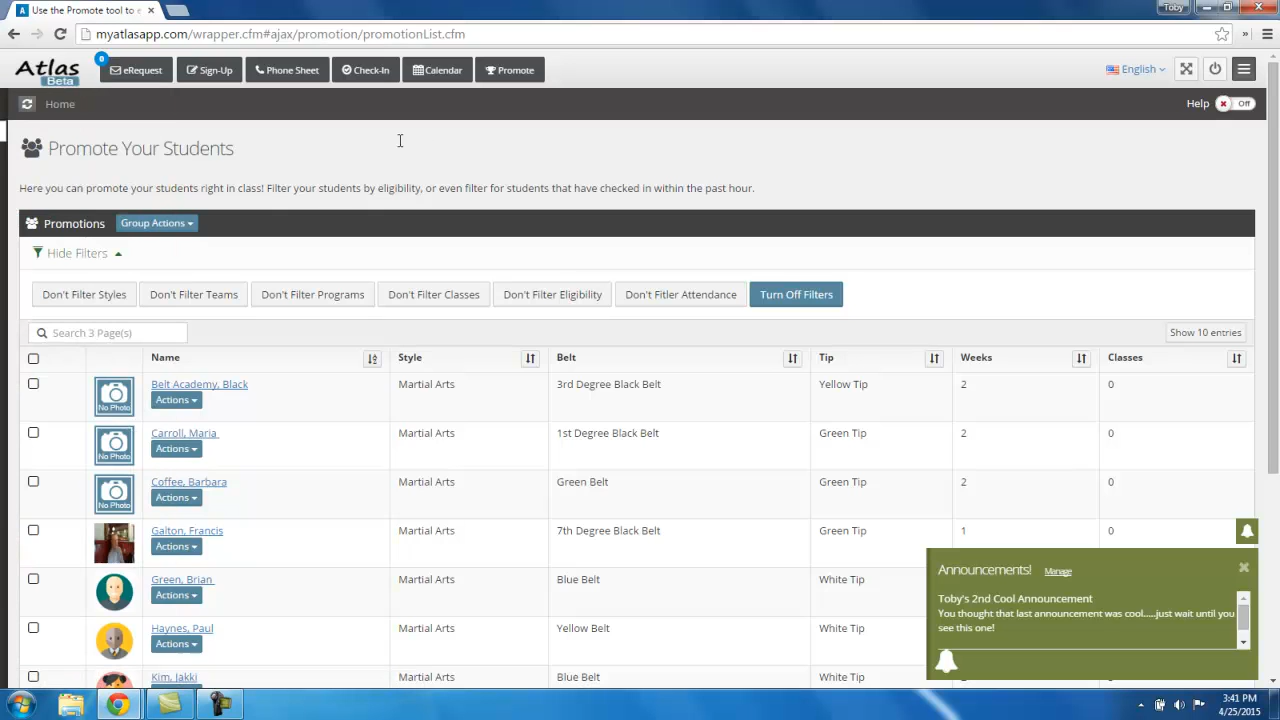 Use the Promote tool to e
Toby
myatlasapp.com/wrapper.cfm#ajax/promotion/promotionList.cfm
Atlas
Beta
0
eRequest
Sign-Up
Phone Sheet
Check-In
Calendar
Promote
English
Home
Help
Off
Promote Your Students
Here you can promote your students right in class! Filter your students by eligibility, or even filter for students that have checked in within the past hour.
Promotions
Group Actions
Hide Filters
Don't Filter Styles
Don't Filter Teams
Don't Filter Programs
Don't Filter Classes
Don't Filter Eligibility
Don't Fitler Attendance
Turn Off Filters
Search 3 Page(s)
Show 10 entries
Name Style Belt Tip Weeks Classes
No Photo
Belt Academy, Black Martial Arts 3rd Degree Black Belt Yellow Tip 2 0
Actions
No Photo
Carroll, Maria Martial Arts 1st Degree Black Belt Green Tip 2 0
Actions
No Photo
Coffee, Barbara Martial Arts Green Belt Green Tip 2 0
Actions
Galton, Francis Martial Arts 7th Degree Black Belt Green Tip 1 0
Actions
Green, Brian Martial Arts Blue Belt White Tip
Actions
Haynes, Paul Martial Arts Yellow Belt White Tip
Actions
Kim, Jakki Martial Arts Blue Belt White Tip
Announcements! Manage
Toby's 2nd Cool Announcement
You thought that last announcement was cool.....just wait until you
see this one!
3:41 PM
4/25/2015